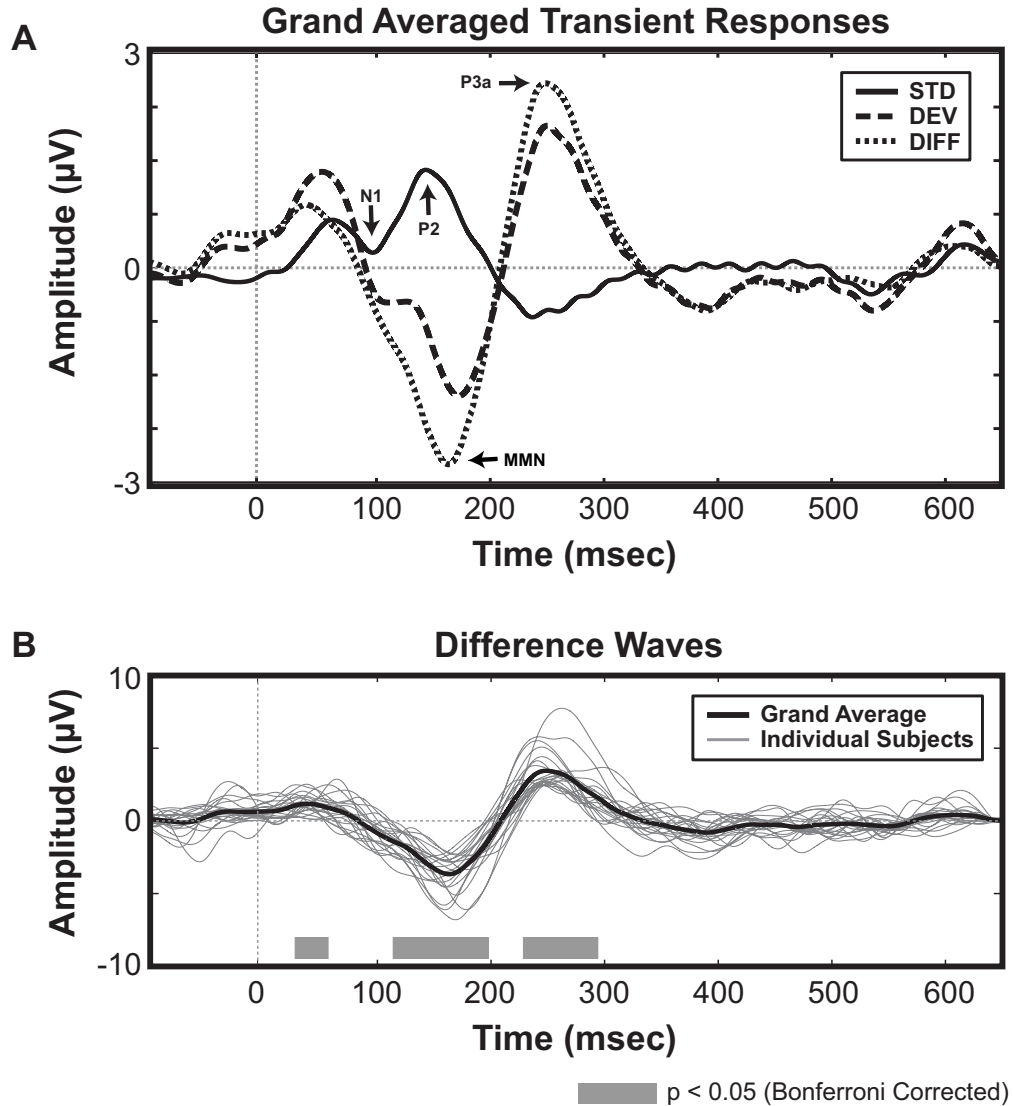 Grand Averaged Transient Responses
A
3
P3a
STD
DEV
DIFF
N1
P2
0
MMN
-3
Amplitude (µV)
0 100 200 300 400 500 600
Time (msec)
B
Difference Waves
10
Grand Average
Individual Subjects
0
-10
Amplitude (µV)
0 100 200 300 400 500 600
Time (msec)
p < 0.05 (Bonferroni Corrected)